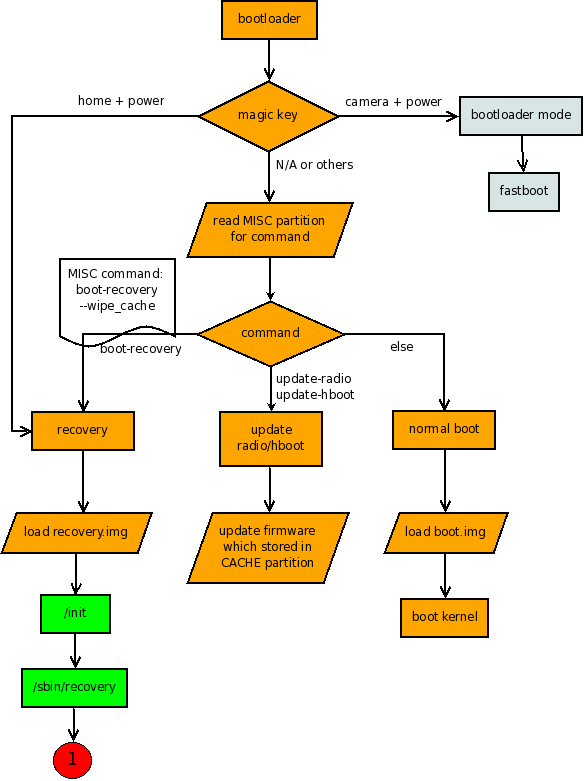 bootloader
home + power
magic key
camera + power
bootloader mode
N/A or others
fastboot
read MISC partition
for command
MISC command:
boot-recovery
--wipe_cache
command
boot-recovery
else
update-radio
update-hboot
recovery
update
radio/hboot
normal boot
load recovery.img
update firmware
which stored in
CACHE partition
load boot.img
/init
boot kernel
/sbin/recovery
1